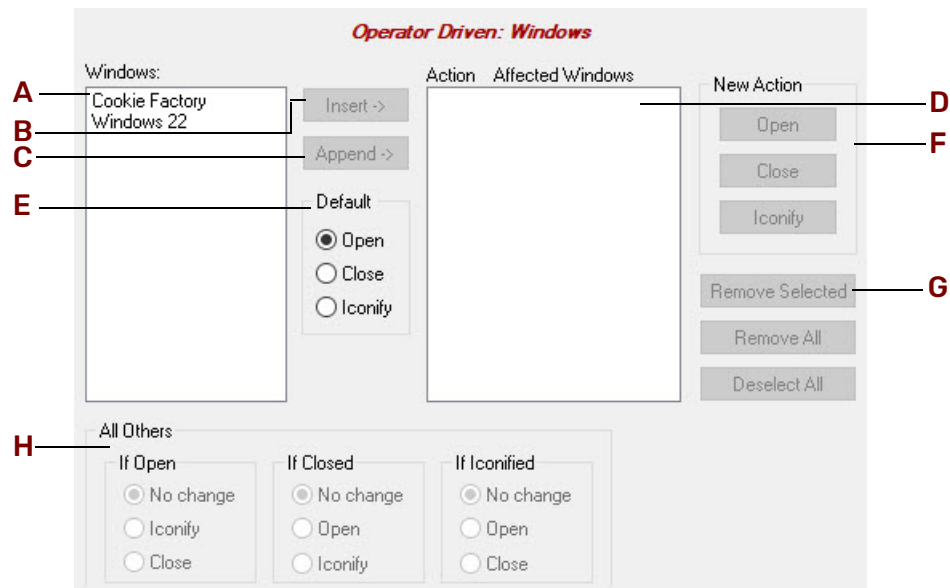 Operator Driven: Windows
Windows:
Action Affected Windows
A
Cookie Factory
Windows 22
B
Insert ->
C
Append ->
D
New Action
Open
Close
Iconify
F
E
Default
Open
Close
Iconify
Remove Selected
G
Remove All
Deselect All
H
All Others
If Open
No change
Iconify
Close
If Closed
No change
Open
Iconify
If Iconified
No change
Open
Close